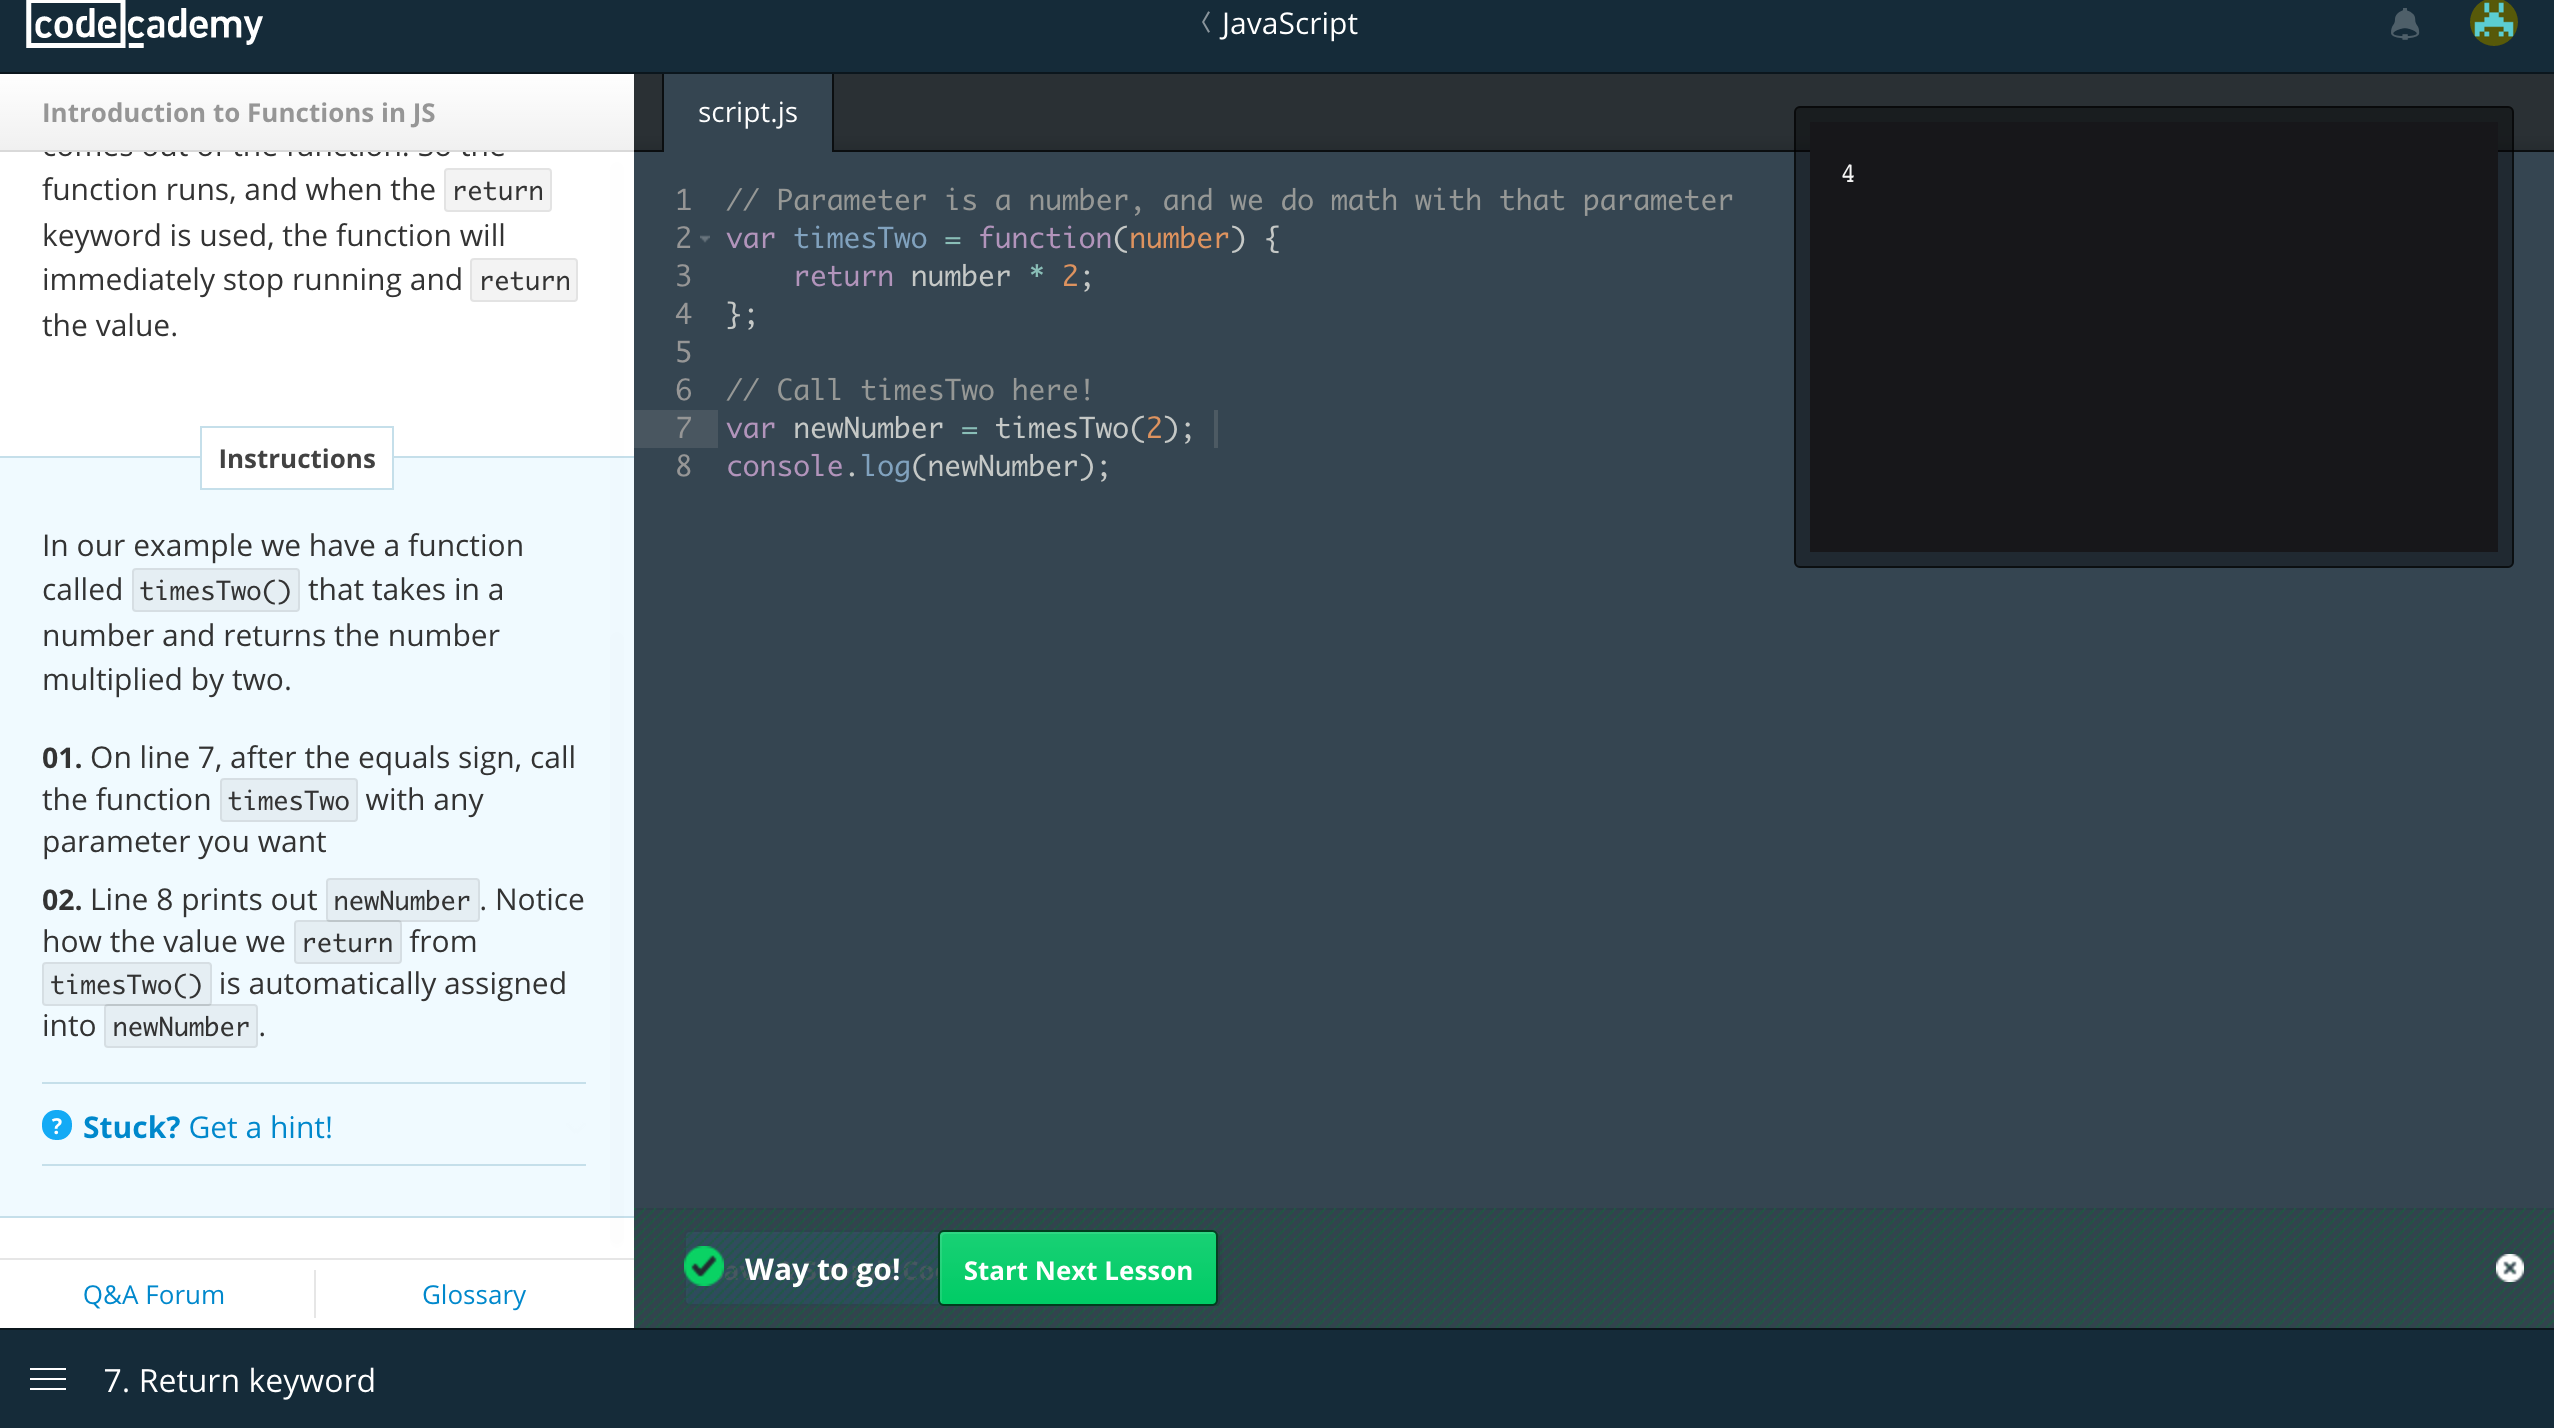 codecademy
JavaScript
Introduction to Functions in JS
comes out of the function. So the
function runs, and when the return
keyword is used, the function will
immediately stop running and return
the value.
Instructions
In our example we have a function
called timesTwo() that takes in a
number and returns the number
multiplied by two.
01. On line 7, after the equals sign, call
the function timesTwo with any
parameter you want
02. Line 8 prints out newNumber. Notice
how the value we return from
timesTwo() is automatically assigned
into newNumber.
? Stuck? Get a hint!
Q&A Forum
Glossary
script.js
1 // Parameter is a number, and we do math with that parameter
2 var timesTwo = function(number) {
3     return number * 2;
4 };
5
6 // Call timesTwo here!
7 var newNumber = timesTwo(2);
8 console.log(newNumber);
4
Way to go!
Start Next Lesson
7. Return keyword